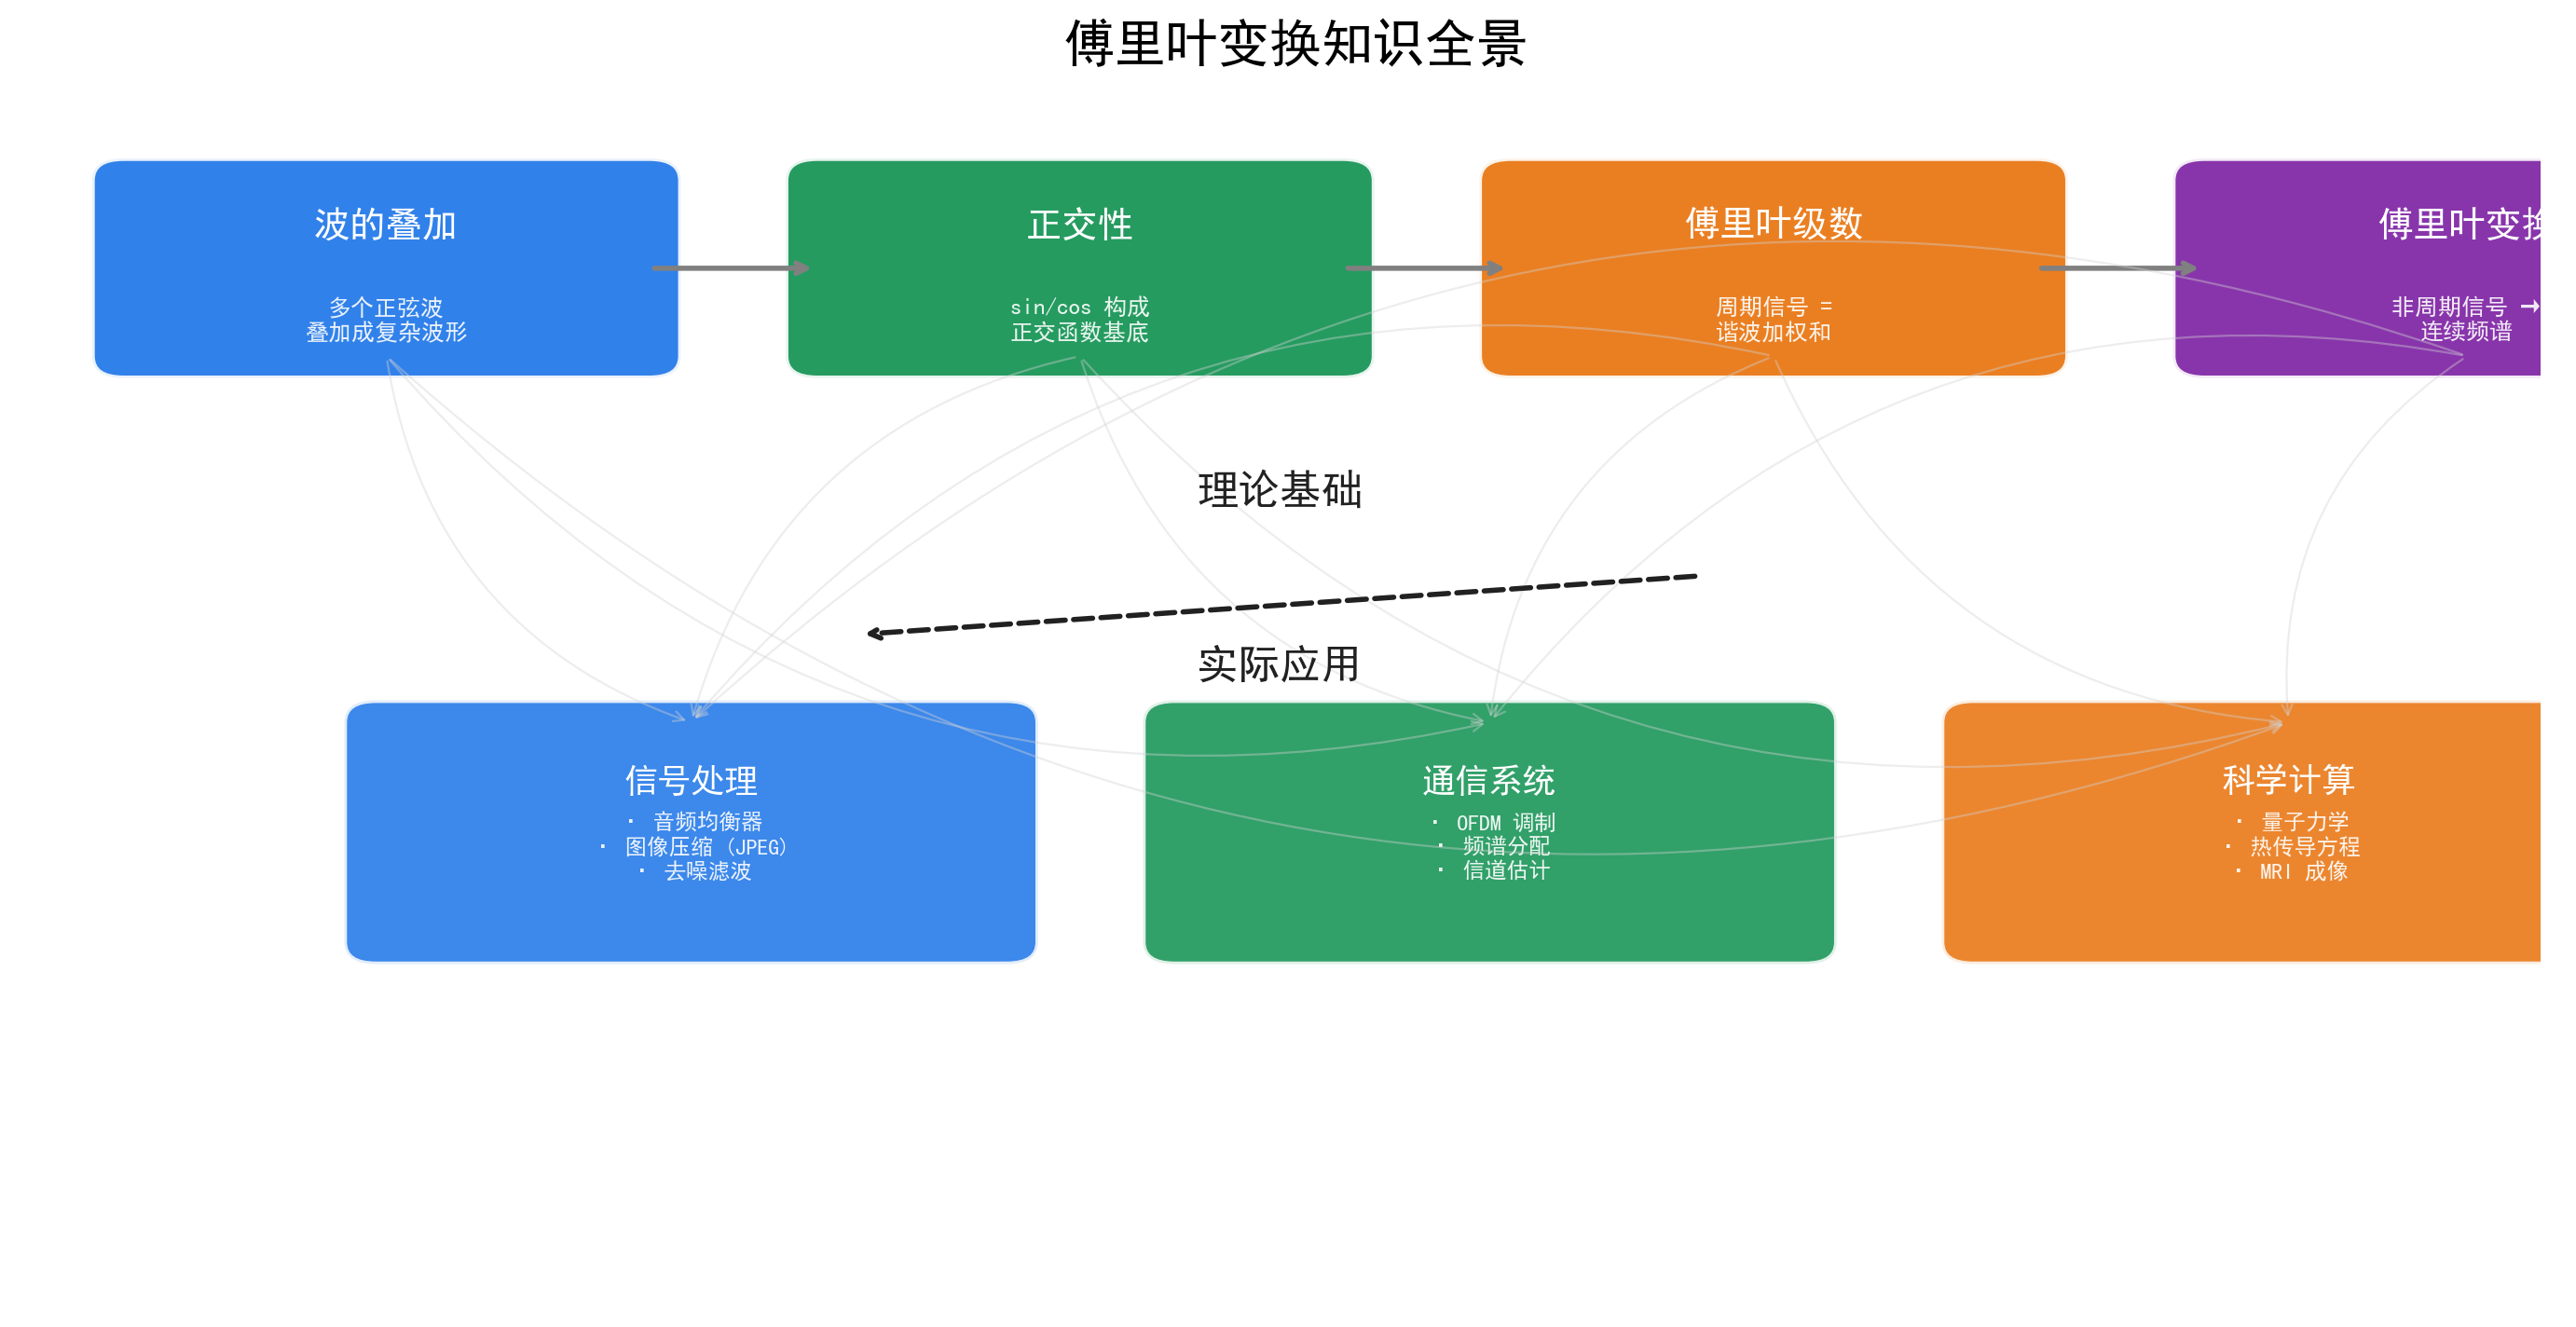 傅里叶变换知识全景
波的叠加
多个正弦波
叠加成复杂波形
正交性
sin/cos 构成
正交函数基底
傅里叶级数
周期信号 =
谐波加权和
傅里叶变
非周期信号 →
连续频谱
理论基础
实际应用
信号处理
· 音频均衡器
· 图像压缩（JPEG）
· 去噪滤波
通信系统
· OFDM 调制
· 频谱分配
· 信道估计
科学计算
· 量子力学
· 热传导方程
· MRI 成像